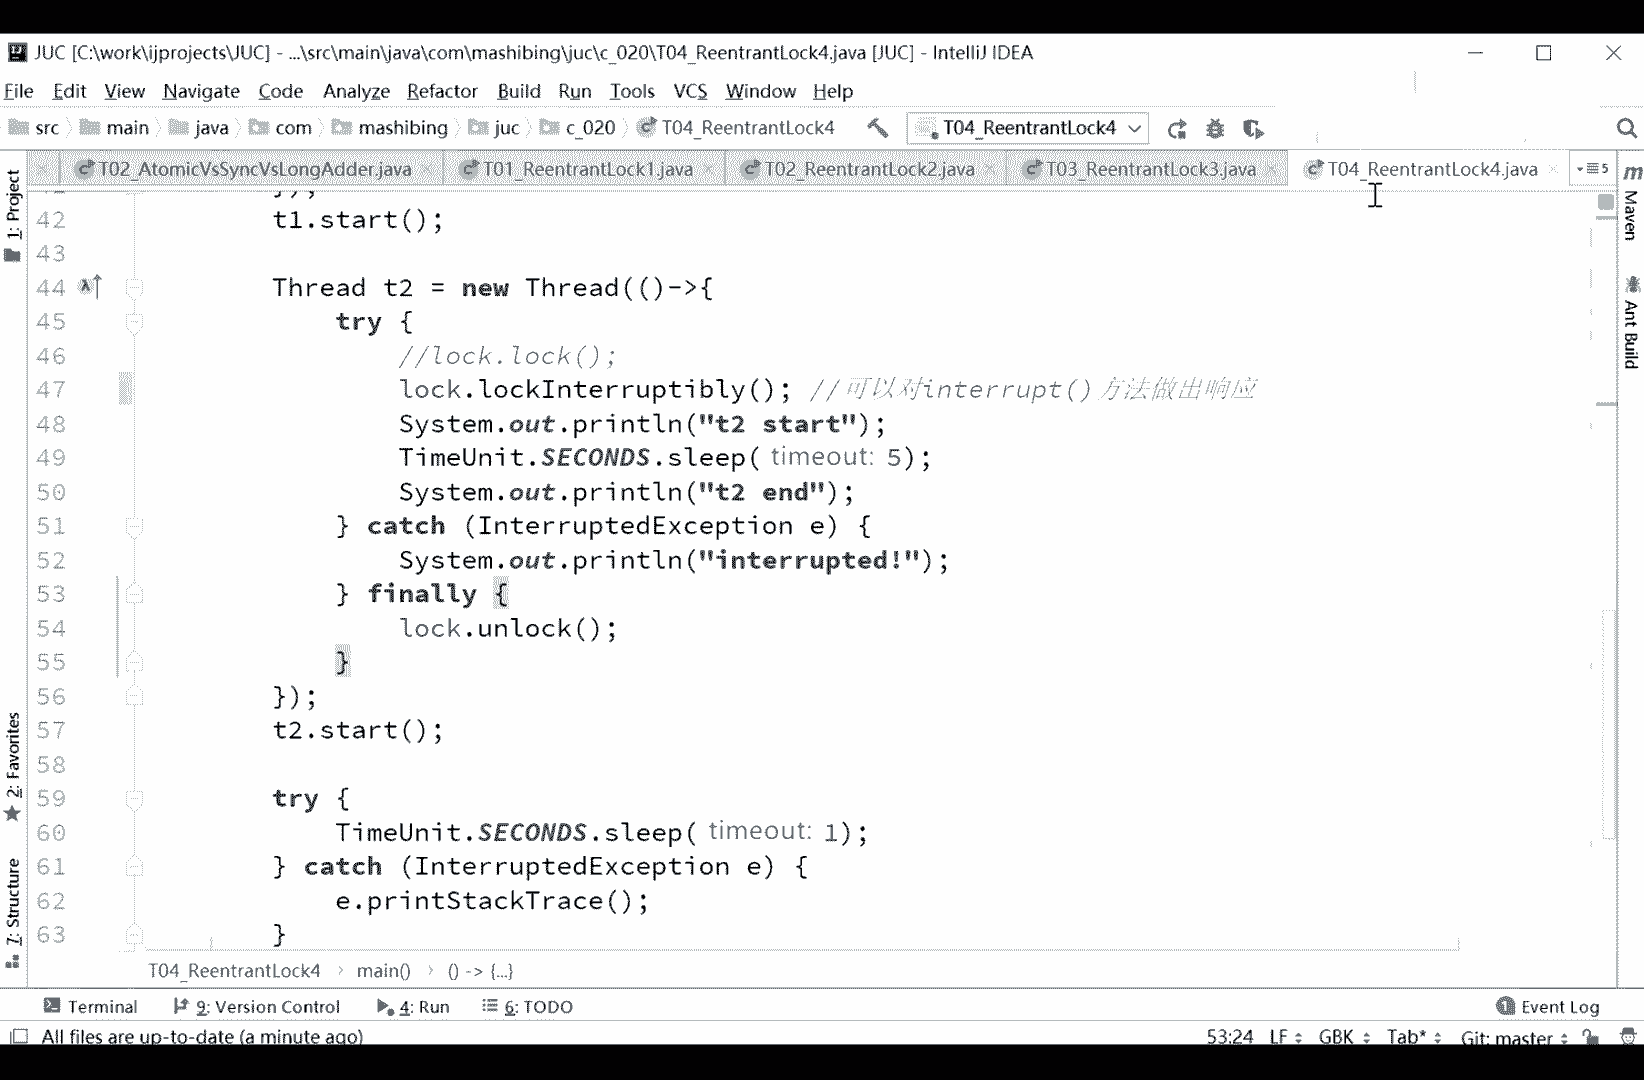 JUC [C:\work\ijprojects\JUC] - ...\src\main\java\com\mashibing\juc\c_020\T04_ReentrantLock4.java [JUC] - IntelliJ IDEA
File Edit View Navigate Code Analyze Refactor Build Run Tools VCS Window Help
src main java com mashibing juc c_020 T04_ReentrantLock4 T04_ReentrantLock4
T02_AtomicVsSyncVsLongAdder.java T01_ReentrantLock1.java T02_ReentrantLock2.java T03_ReentrantLock3.java T04_ReentrantLock4.java 5
1: Project
2: Favorites
7: Structure
Maven
Ant Build
});
42 t1.start();
43
44 Thread t2 = new Thread(()->{
45 try {
46 //lock.lock();
47 lock.lockInterruptibly(); //可以对interrupt()方法做出响应
48 System.out.println("t2 start");
49 TimeUnit.SECONDS.sleep( timeout: 5);
50 System.out.println("t2 end");
51 } catch (InterruptedException e) {
52 System.out.println("interrupted!");
53 } finally {
54 lock.unlock();
55 }
56 });
57 t2.start();
58
59 try {
60 TimeUnit.SECONDS.sleep( timeout: 1);
61 } catch (InterruptedException e) {
62 e.printStackTrace();
63 }
T04_ReentrantLock4 › main() › () -> {...}
Terminal 9: Version Control 4: Run 6: TODO 1 Event Log
All files are up-to-date (a minute ago) 53:24 LF GBK Tab* Git: master